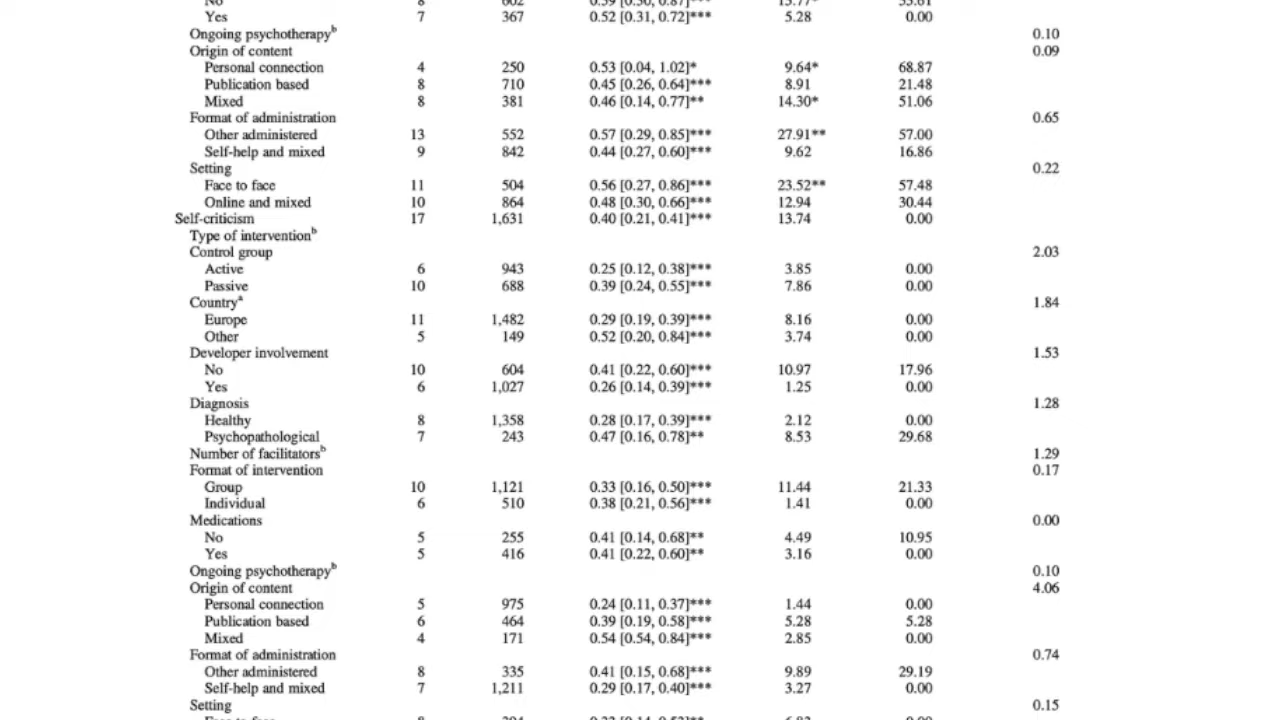 No 8 602 13.77*
Yes 7 367 0.52 [0.31, 0.72]*** 5.28 0.00
Ongoing psychotherapyᵇ 0.10
Origin of content 0.09
Personal connection 4 250 0.53 [0.04, 1.02]* 9.64* 68.87
Publication based 8 710 0.45 [0.26, 0.64]*** 8.91 21.48
Mixed 8 381 0.46 [0.14, 0.77]** 14.30* 51.06
Format of administration 0.65
Other administered 13 552 0.57 [0.29, 0.85]*** 27.91** 57.00
Self-help and mixed 9 842 0.44 [0.27, 0.60]*** 9.62 16.86
Setting 0.22
Face to face 11 504 0.56 [0.27, 0.86]*** 23.52** 57.48
Online and mixed 10 864 0.48 [0.30, 0.66]*** 12.94 30.44
Self-criticism 17 1,631 0.40 [0.21, 0.41]*** 13.74 0.00
Type of interventionᵇ
Control group 2.03
Active 6 943 0.25 [0.12, 0.38]*** 3.85 0.00
Passive 10 688 0.39 [0.24, 0.55]*** 7.86 0.00
Countryᵃ 1.84
Europe 11 1,482 0.29 [0.19, 0.39]*** 8.16 0.00
Other 5 149 0.52 [0.20, 0.84]*** 3.74 0.00
Developer involvement 1.53
No 10 604 0.41 [0.22, 0.60]*** 10.97 17.96
Yes 6 1,027 0.26 [0.14, 0.39]*** 1.25 0.00
Diagnosis 1.28
Healthy 8 1,358 0.28 [0.17, 0.39]*** 2.12 0.00
Psychopathological 7 243 0.47 [0.16, 0.78]** 8.53 29.68
Number of facilitatorsᵇ 1.29
Format of intervention 0.17
Group 10 1,121 0.33 [0.16, 0.50]*** 11.44 21.33
Individual 6 510 0.38 [0.21, 0.56]*** 1.41 0.00
Medications 0.00
No 5 255 0.41 [0.14, 0.68]** 4.49 10.95
Yes 5 416 0.41 [0.22, 0.60]** 3.16 0.00
Ongoing psychotherapyᵇ 0.10
Origin of content 4.06
Personal connection 5 975 0.24 [0.11, 0.37]*** 1.44 0.00
Publication based 6 464 0.39 [0.19, 0.58]*** 5.28 5.28
Mixed 4 171 0.54 [0.54, 0.84]*** 2.85 0.00
Format of administration 0.74
Other administered 8 335 0.41 [0.15, 0.68]*** 9.89 29.19
Self-help and mixed 7 1,211 0.29 [0.17, 0.40]*** 3.27 0.00
Setting 0.15
Face to face 8